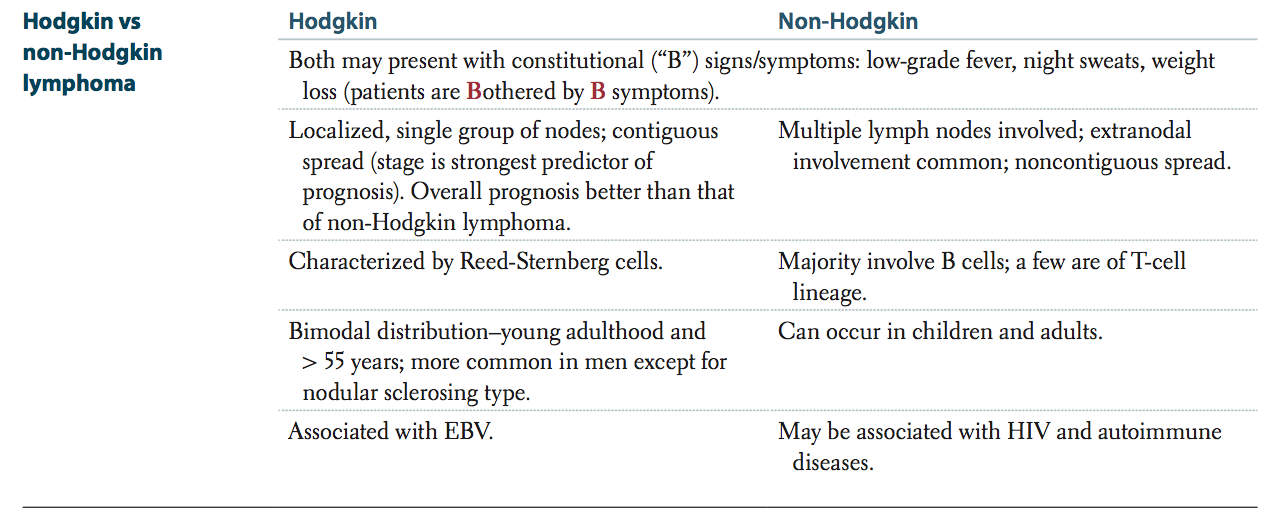 Hodgkin vs
non-Hodgkin
lymphoma
Hodgkin
Non-Hodgkin
Both may present with constitutional (“B”) signs/symptoms: low-grade fever, night sweats, weight
loss (patients are Bothered by B symptoms).
Localized, single group of nodes; contiguous
spread (stage is strongest predictor of
prognosis). Overall prognosis better than that
of non-Hodgkin lymphoma.
Multiple lymph nodes involved; extranodal
involvement common; noncontiguous spread.
Characterized by Reed-Sternberg cells.
Majority involve B cells; a few are of T-cell
lineage.
Bimodal distribution–young adulthood and
> 55 years; more common in men except for
nodular sclerosing type.
Can occur in children and adults.
Associated with EBV.
May be associated with HIV and autoimmune
diseases.